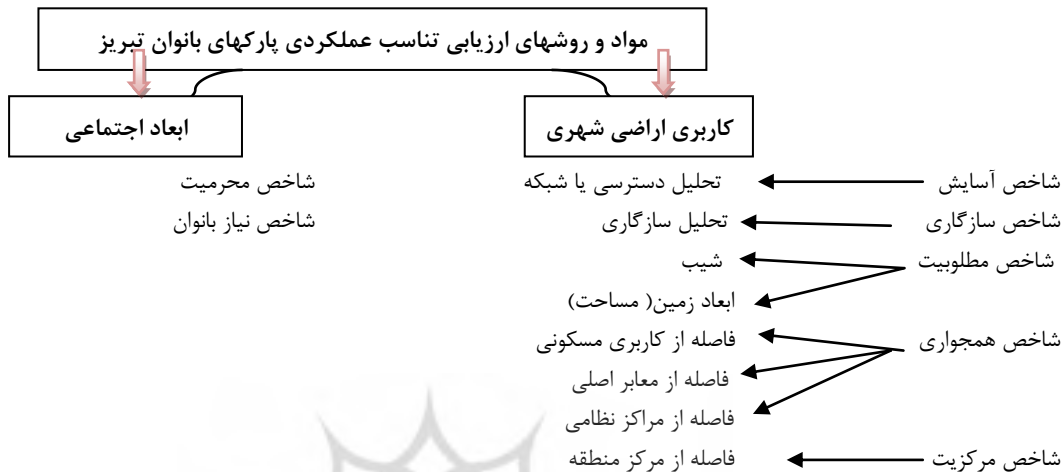 مواد و روشهای ارزیابی تناسب عملکردی پارکهای بانوان تبریز
کاربری اراضی شهری
ابعاد اجتماعی
شاخص آسایش تحلیل دسترسی یا شبکه شاخص محرمیت
شاخص سازگاری تحلیل سازگاری شاخص نیاز بانوان
شاخص مطلوبیت شیب
ابعاد زمین( مساحت)
شاخص همجواری فاصله از کاربری مسکونی
فاصله از معابر اصلی
فاصله از مراکز نظامی
شاخص مرکزیت فاصله از مرکز منطقه